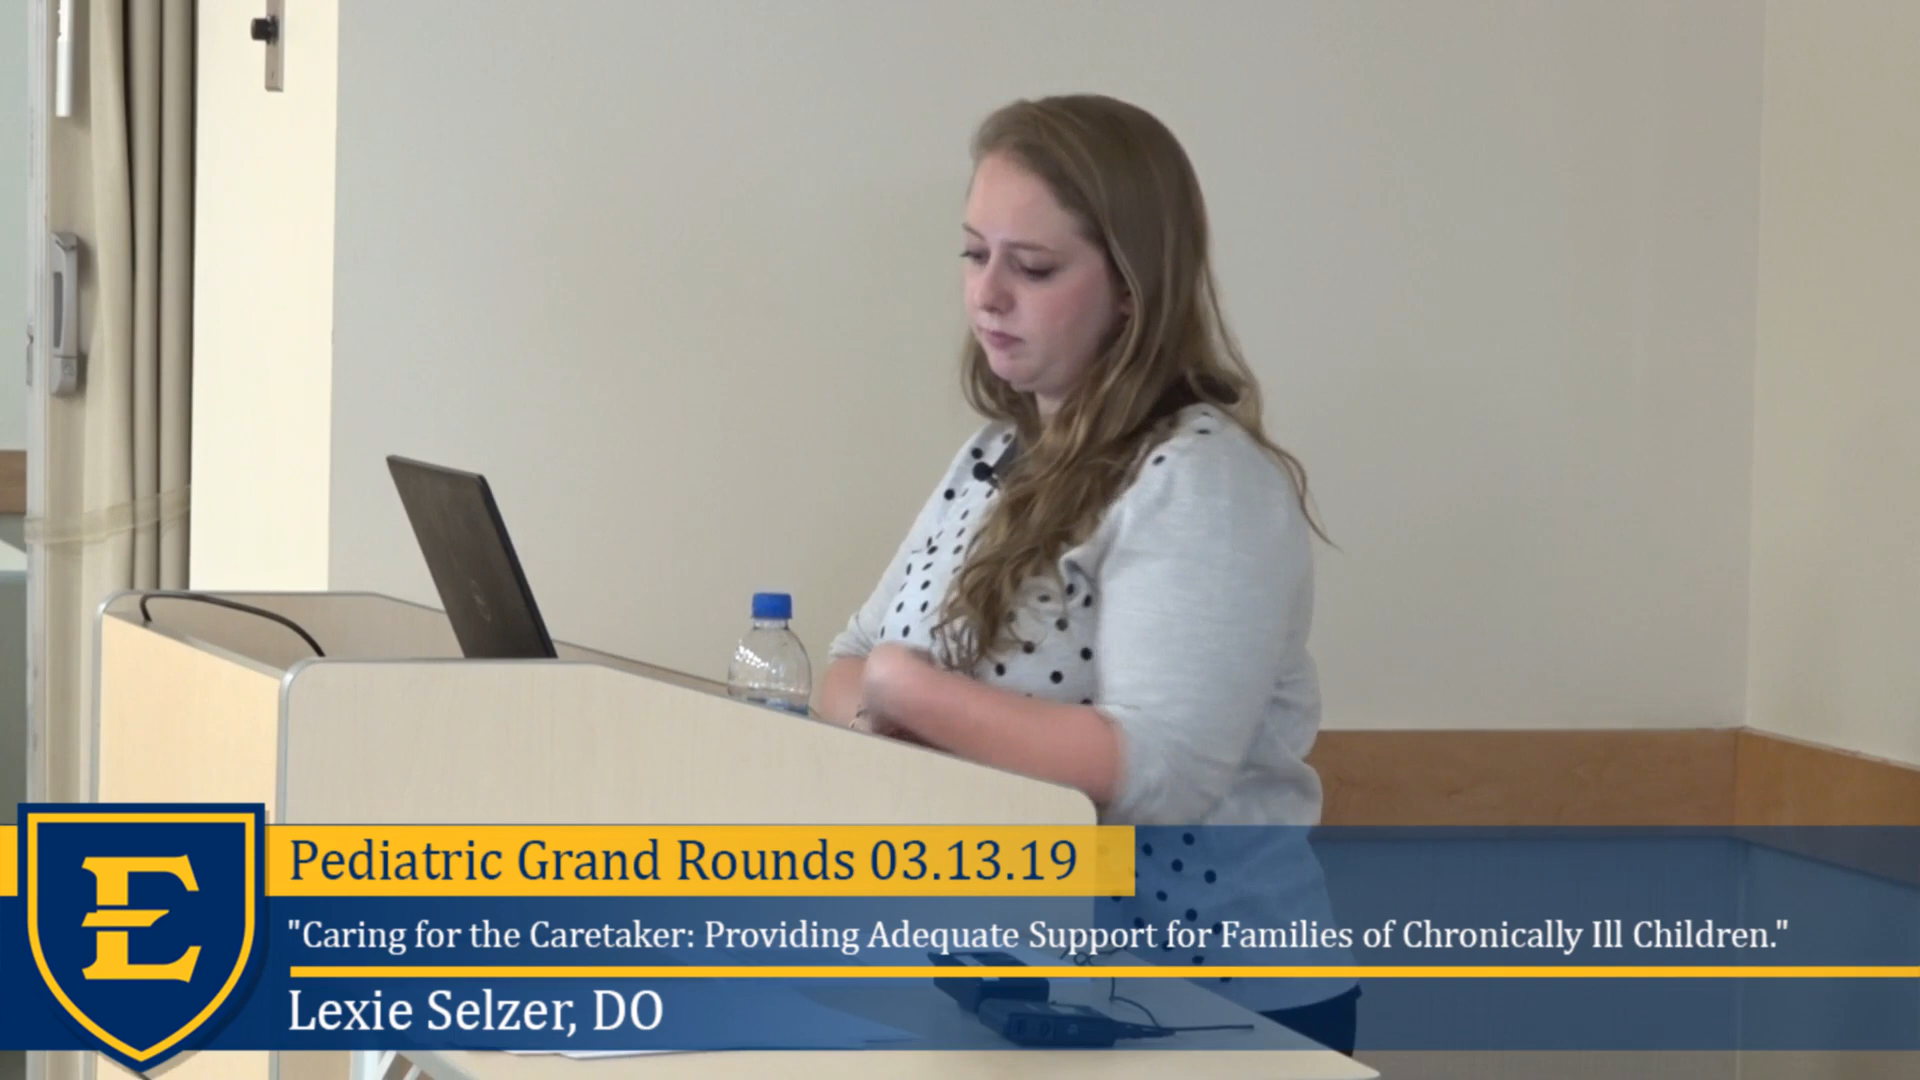 Pediatric Grand Rounds 03.13.19
"Caring for the Caretaker: Providing Adequate Support for Families of Chronically Ill Children."
Lexie Selzer, DO
E